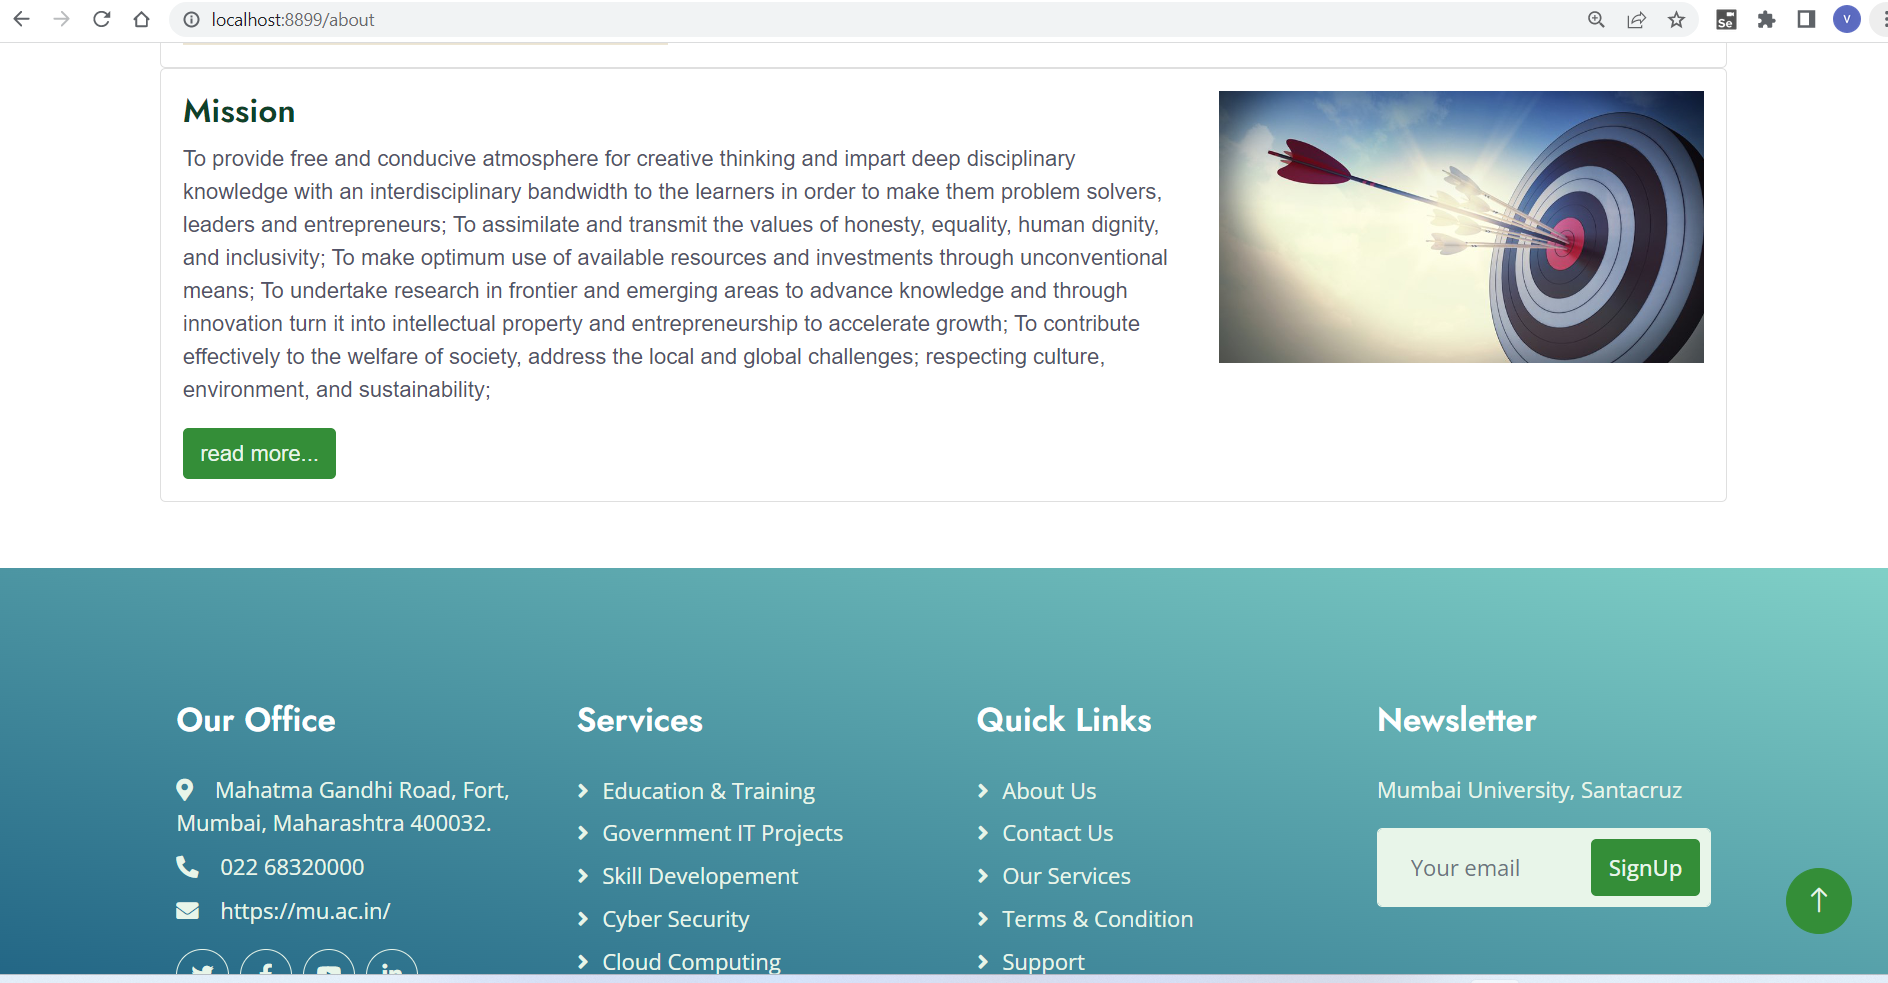 localhost:8899/about
Se
V
Mission
To provide free and conducive atmosphere for creative thinking and impart deep disciplinary
knowledge with an interdisciplinary bandwidth to the learners in order to make them problem solvers,
leaders and entrepreneurs; To assimilate and transmit the values of honesty, equality, human dignity,
and inclusivity; To make optimum use of available resources and investments through unconventional
means; To undertake research in frontier and emerging areas to advance knowledge and through
innovation turn it into intellectual property and entrepreneurship to accelerate growth; To contribute
effectively to the welfare of society, address the local and global challenges; respecting culture,
environment, and sustainability;
read more...
Our Office
Mahatma Gandhi Road, Fort,
Mumbai, Maharashtra 400032.
022 68320000
https://mu.ac.in/
Services
Education & Training
Government IT Projects
Skill Developement
Cyber Security
Cloud Computing
Quick Links
About Us
Contact Us
Our Services
Terms & Condition
Support
Newsletter
Mumbai University, Santacruz
Your email
SignUp